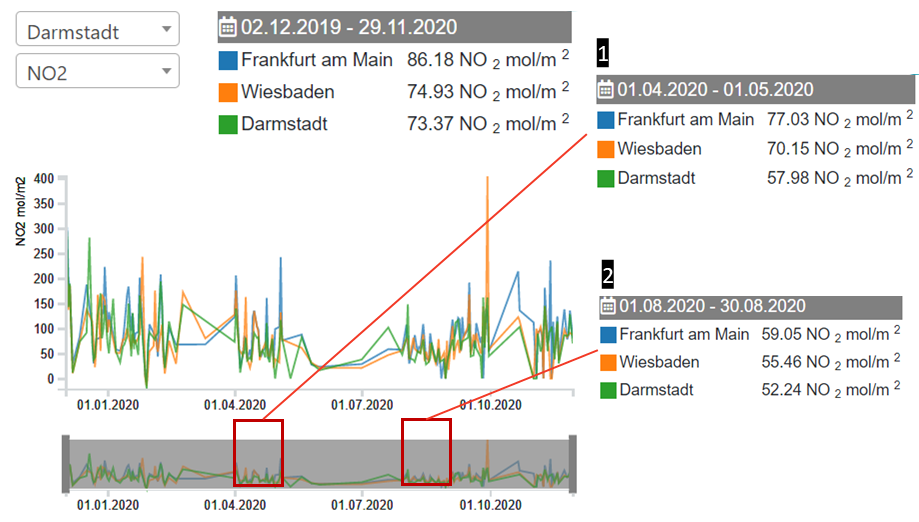 Darmstadt
NO2
02.12.2019 - 29.11.2020
Frankfurt am Main 86.18 NO 2 mol/m 2
Wiesbaden 74.93 NO 2 mol/m 2
Darmstadt 73.37 NO 2 mol/m 2
1
01.04.2020 - 01.05.2020
Frankfurt am Main 77.03 NO 2 mol/m 2
Wiesbaden 70.15 NO 2 mol/m 2
Darmstadt 57.98 NO 2 mol/m 2
2
01.08.2020 - 30.08.2020
Frankfurt am Main 59.05 NO 2 mol/m 2
Wiesbaden 55.46 NO 2 mol/m 2
Darmstadt 52.24 NO 2 mol/m 2
NO2 mol/m2
400
350
300
250
200
150
100
50
0
01.01.2020 01.04.2020 01.07.2020 01.10.2020
01.01.2020 01.04.2020 01.07.2020 01.10.2020